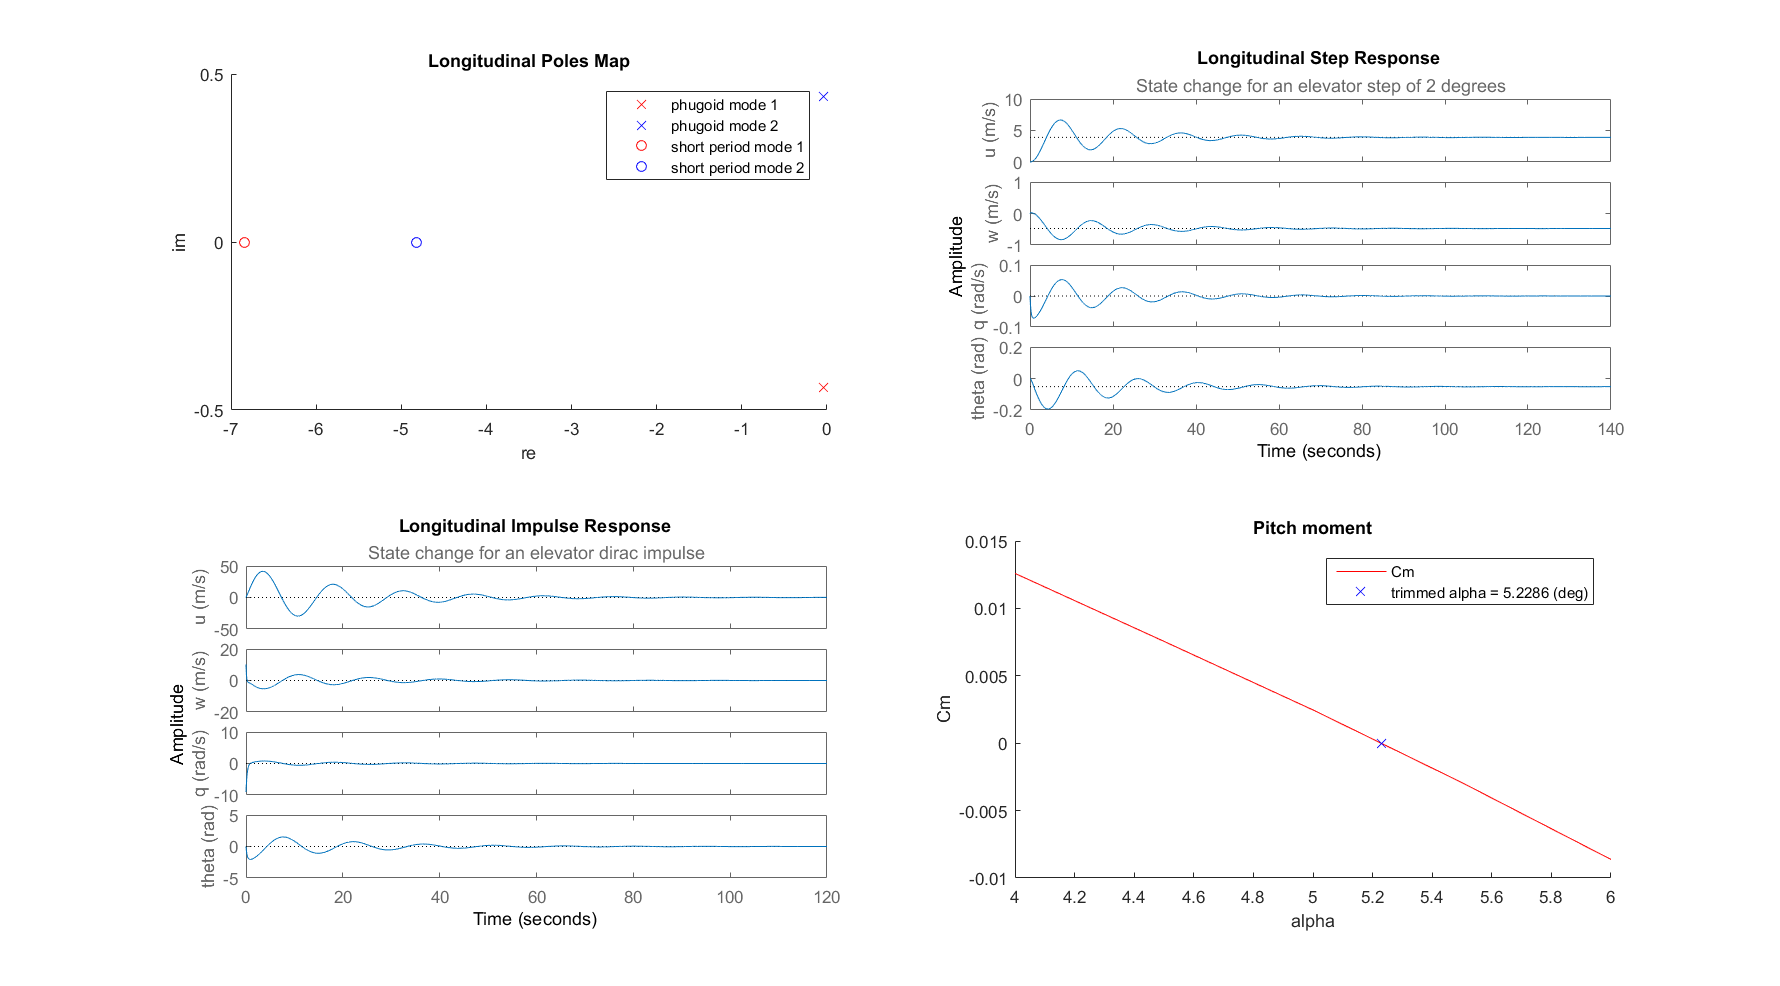 Longitudinal Poles Map
0.5
0
-0.5
im
-7 -6 -5 -4 -3 -2 -1 0
re
phugoid mode 1
phugoid mode 2
short period mode 1
short period mode 2
Longitudinal Step Response
State change for an elevator step of 2 degrees
Amplitude
u (m/s)
10
5
0
w (m/s)
1
0
-1
q (rad/s)
0.1
0
-0.1
theta (rad)
0.2
0
-0.2
0 20 40 60 80 100 120 140
Time (seconds)
Longitudinal Impulse Response
State change for an elevator dirac impulse
Amplitude
u (m/s)
50
0
-50
w (m/s)
20
0
-20
q (rad/s)
10
0
-10
theta (rad)
5
0
-5
0 20 40 60 80 100 120
Time (seconds)
Pitch moment
0.015
0.01
0.005
0
-0.005
-0.01
Cm
4 4.2 4.4 4.6 4.8 5 5.2 5.4 5.6 5.8 6
alpha
Cm
trimmed alpha = 5.2286 (deg)